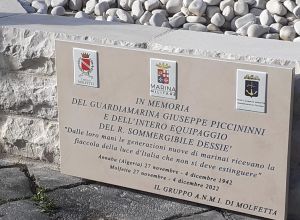 MARINA
MILITARE
IN MEMORIA
DEL GUARDIAMARINA GIUSEPPE PICCININNI
E DELL'INTERO EQUIPAGGIO
DEL R. SOMMERGIBILE DESSIE'
"Dalle loro mani le generazioni nuove di marinai ricevano la
fiaccola della luce d'Italia che non si deve estinguere"
Annaba (Algeria) 27 novembre - 4 dicembre 1942
Molfetta 27 novembre - 4 dicembre 2022
IL GRUPPO A.N.M.I. DI MOLFETTA